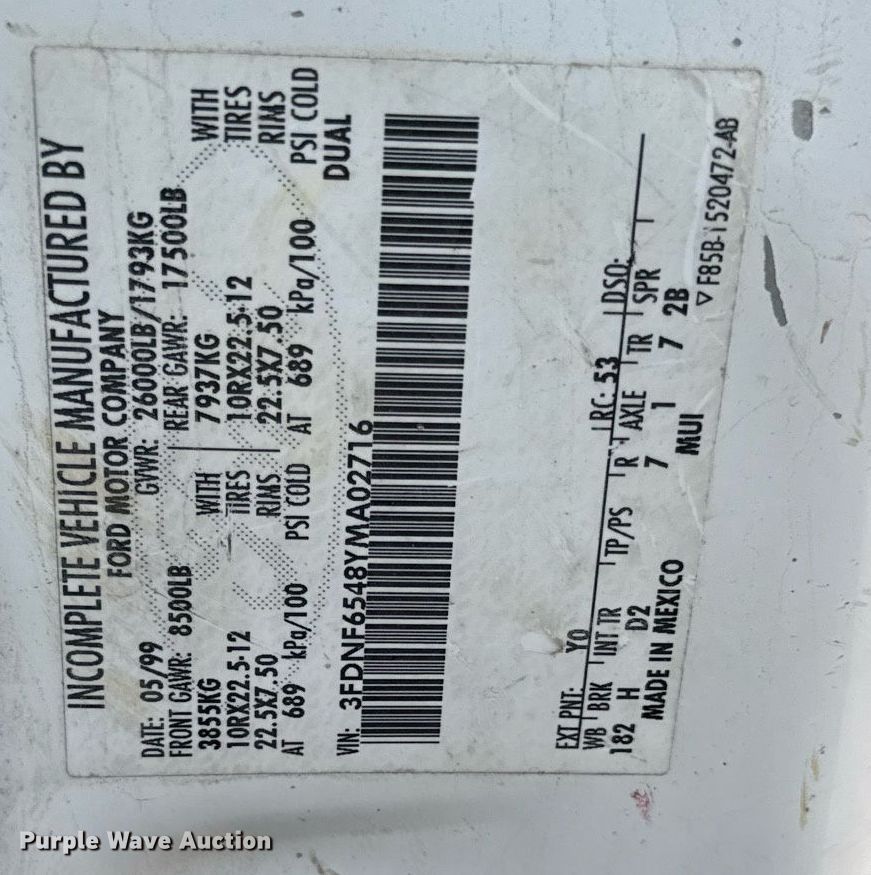 INCOMPLETE VEHICLE MANUFACTURED BY
FORD MOTOR COMPANY
DATE: 05/99 GVWR: 26000LB/1793KG
FRONT GAWR: 8500LB REAR GAWR: 17500LB
3855KG WITH 7937KG WITH
10RX22.5-12 TIRES 10RX22.5-12 TIRES
22.5X7.50 RIMS 22.5X7.50 RIMS
AT 689 kPa/100 PSI COLD AT 689 kPa/100 PSI COLD
DUAL
VIN: 3FDNF6548YMA02716
EXT PNT: YO RC: 53 DSO:
WB BRK INT TR TP/PS R AXLE TR SPR
182 H D2 7 1 7 2B
MADE IN MEXICO MUI
▽ F85B-1520472-AB
Purple Wave Auction